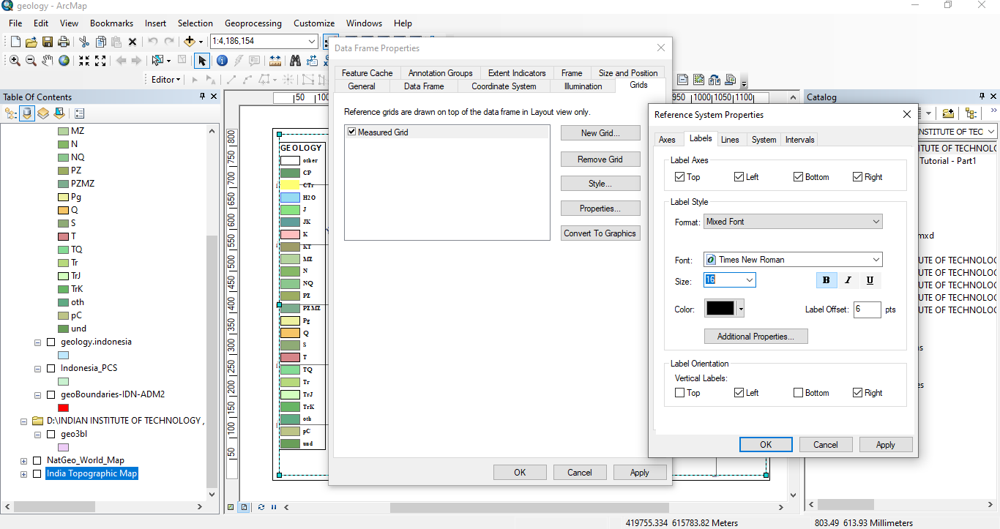 geology - ArcMap
File Edit View Bookmarks Insert Selection Geoprocessing Customize Windows Help
1:4,186,154
Editor
Table Of Contents
MZ
N
NQ
PZ
PZMZ
Pg
Q
S
T
TQ
Tr
TrJ
TrK
oth
pC
und
geology.indonesia
Indonesia_PCS
geoBoundaries-IDN-ADM2
D:\INDIAN INSTITUTE OF TECHNOLOGY ,
geo3bl
NatGeo_World_Map
India Topographic Map
50 100
800
750
700
650
600
550
500
450
400
350
300
250
200
150
100
50
GEOLOGY
other
CP
CTr
H2O
J
JK
K
KT
MZ
N
NQ
PZ
PZMZ
Pg
Q
S
T
TQ
Tr
TrJ
TrK
oth
pC
und
Data Frame Properties
Feature Cache Annotation Groups Extent Indicators Frame Size and Position
General Data Frame Coordinate System Illumination Grids
Reference grids are drawn on top of the data frame in Layout view only.
Measured Grid
New Grid...
Remove Grid
Style...
Properties...
Convert To Graphics
OK Cancel Apply
950 1000 1050 1100
Reference System Properties
Axes Labels Lines System Intervals
Label Axes
Top Left Bottom Right
Label Style
Format: Mixed Font
Font: Times New Roman
Size: 16 B I U
Color: Label Offset: 6 pts
Additional Properties...
Label Orientation
Vertical Labels:
Top Left Bottom Right
OK Cancel Apply
Catalog
NSTITUTE OF TEC
TUTE OF TECHNOLO
Tutorial - Part1
mxd
UTE OF TECHNOLO
UTE OF TECHNOLO
UTE OF TECHNOLO
UTE OF TECHNOLO
UTE OF TECHNOLO
s
es
419755.334 615783.82 Meters
803.49 613.93 Millimeters